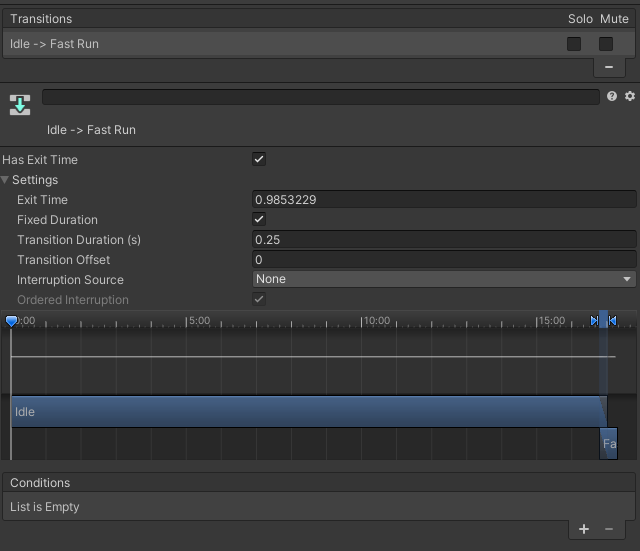 Transitions Solo Mute
Idle -> Fast Run
Idle -> Fast Run
Has Exit Time
Settings
Exit Time 0.9853229
Fixed Duration
Transition Duration (s) 0.25
Transition Offset 0
Interruption Source None
Ordered Interruption
0:00 |5:00 |10:00 |15:00
Idle
Fa
Conditions
List is Empty
+ −